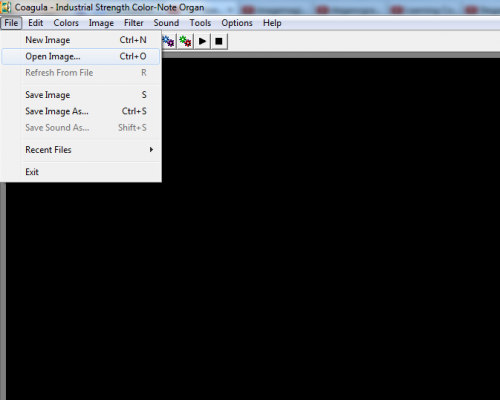 Coagula - Industrial Strength Color-Note Organ
File Edit Colors Image Filter Sound Tools Options Help
New Image Ctrl+N
Open Image... Ctrl+O
Refresh From File R
Save Image S
Save Image As... Ctrl+S
Save Sound As... Shift+S
Recent Files
Exit